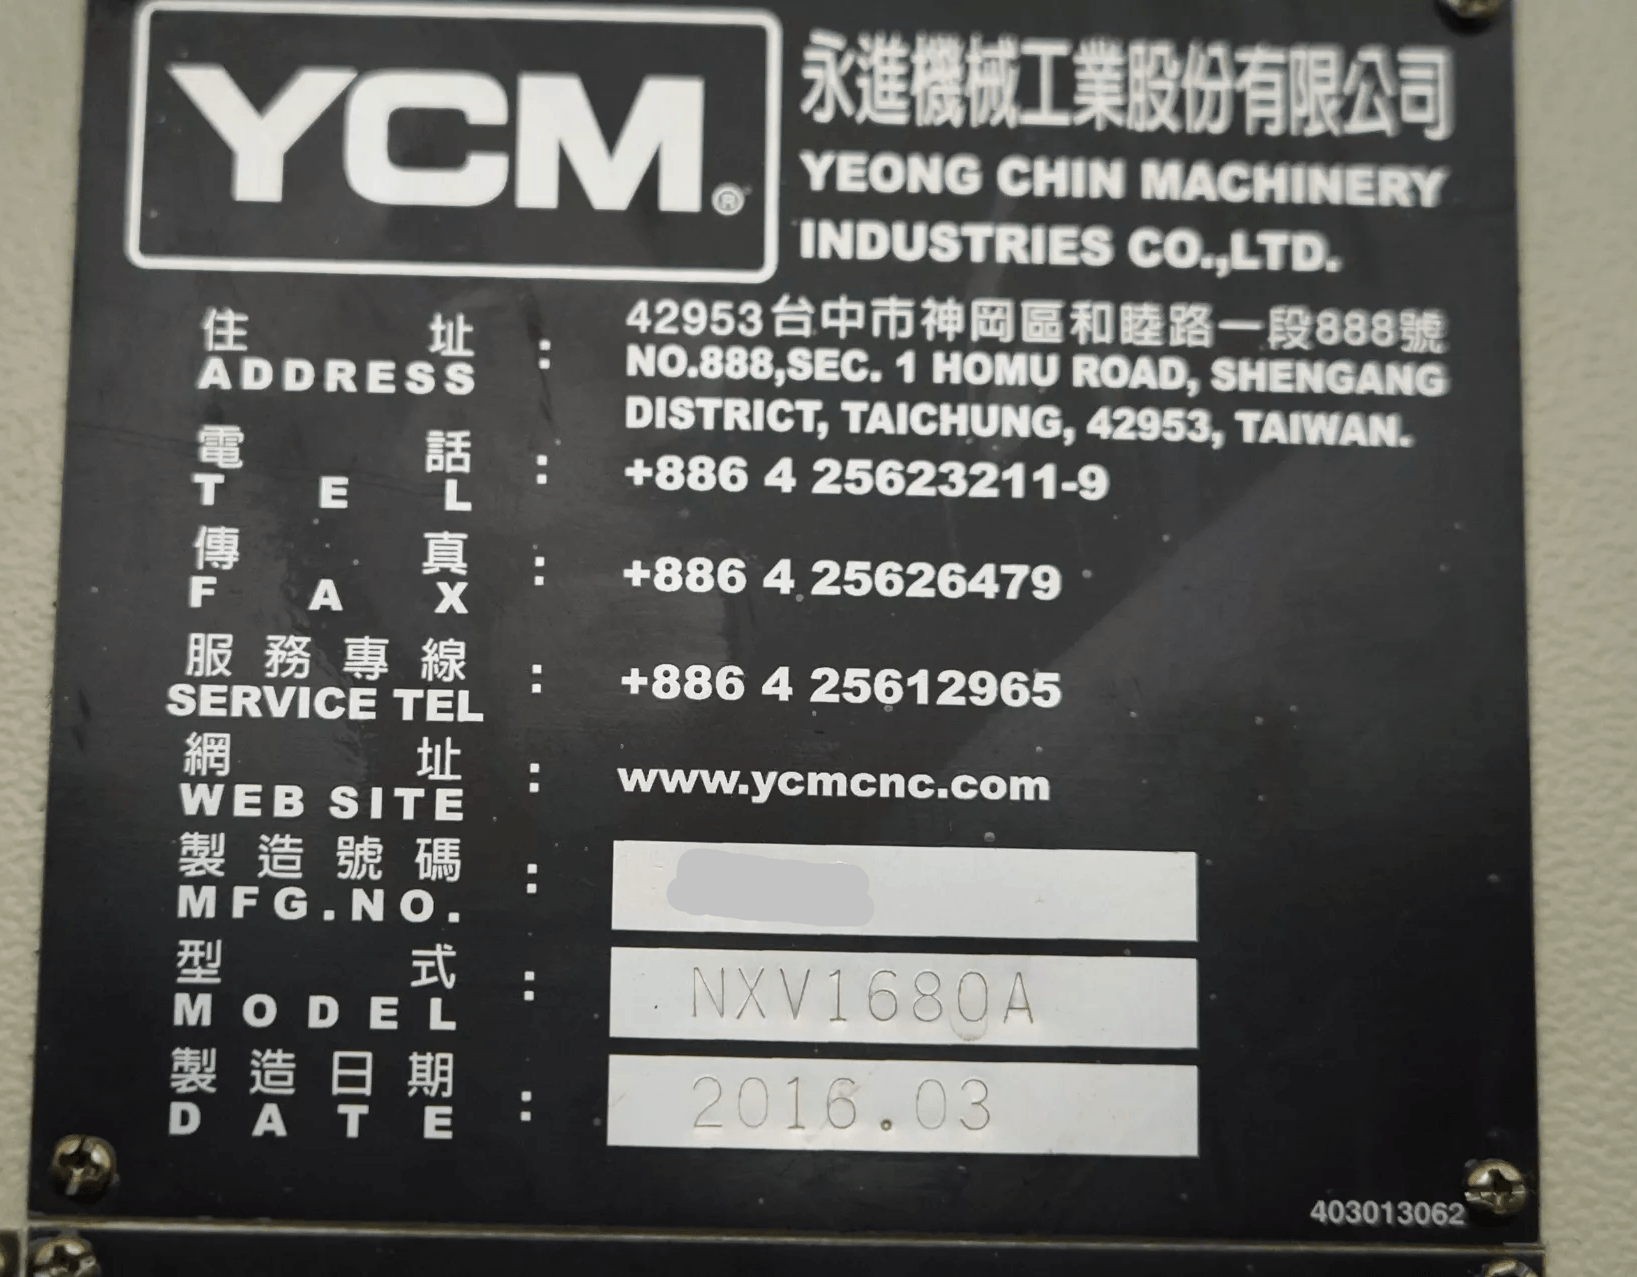 YCM®
永進機械工業股份有限公司
YEONG CHIN MACHINERY
INDUSTRIES CO.,LTD.
住址 : 42953台中市神岡區和睦路一段888號
ADDRESS NO.888,SEC. 1 HOMU ROAD, SHENGANG
DISTRICT, TAICHUNG, 42953, TAIWAN.
電話 : +886 4 25623211-9
TEL
傳真 : +886 4 25626479
FAX
服務專線 : +886 4 25612965
SERVICE TEL
網址 : www.ycmcnc.com
WEB SITE
製造號碼 :
MFG.NO.
型式 : NXV1680A
MODEL
製造日期 : 2016.03
DATE
403013062